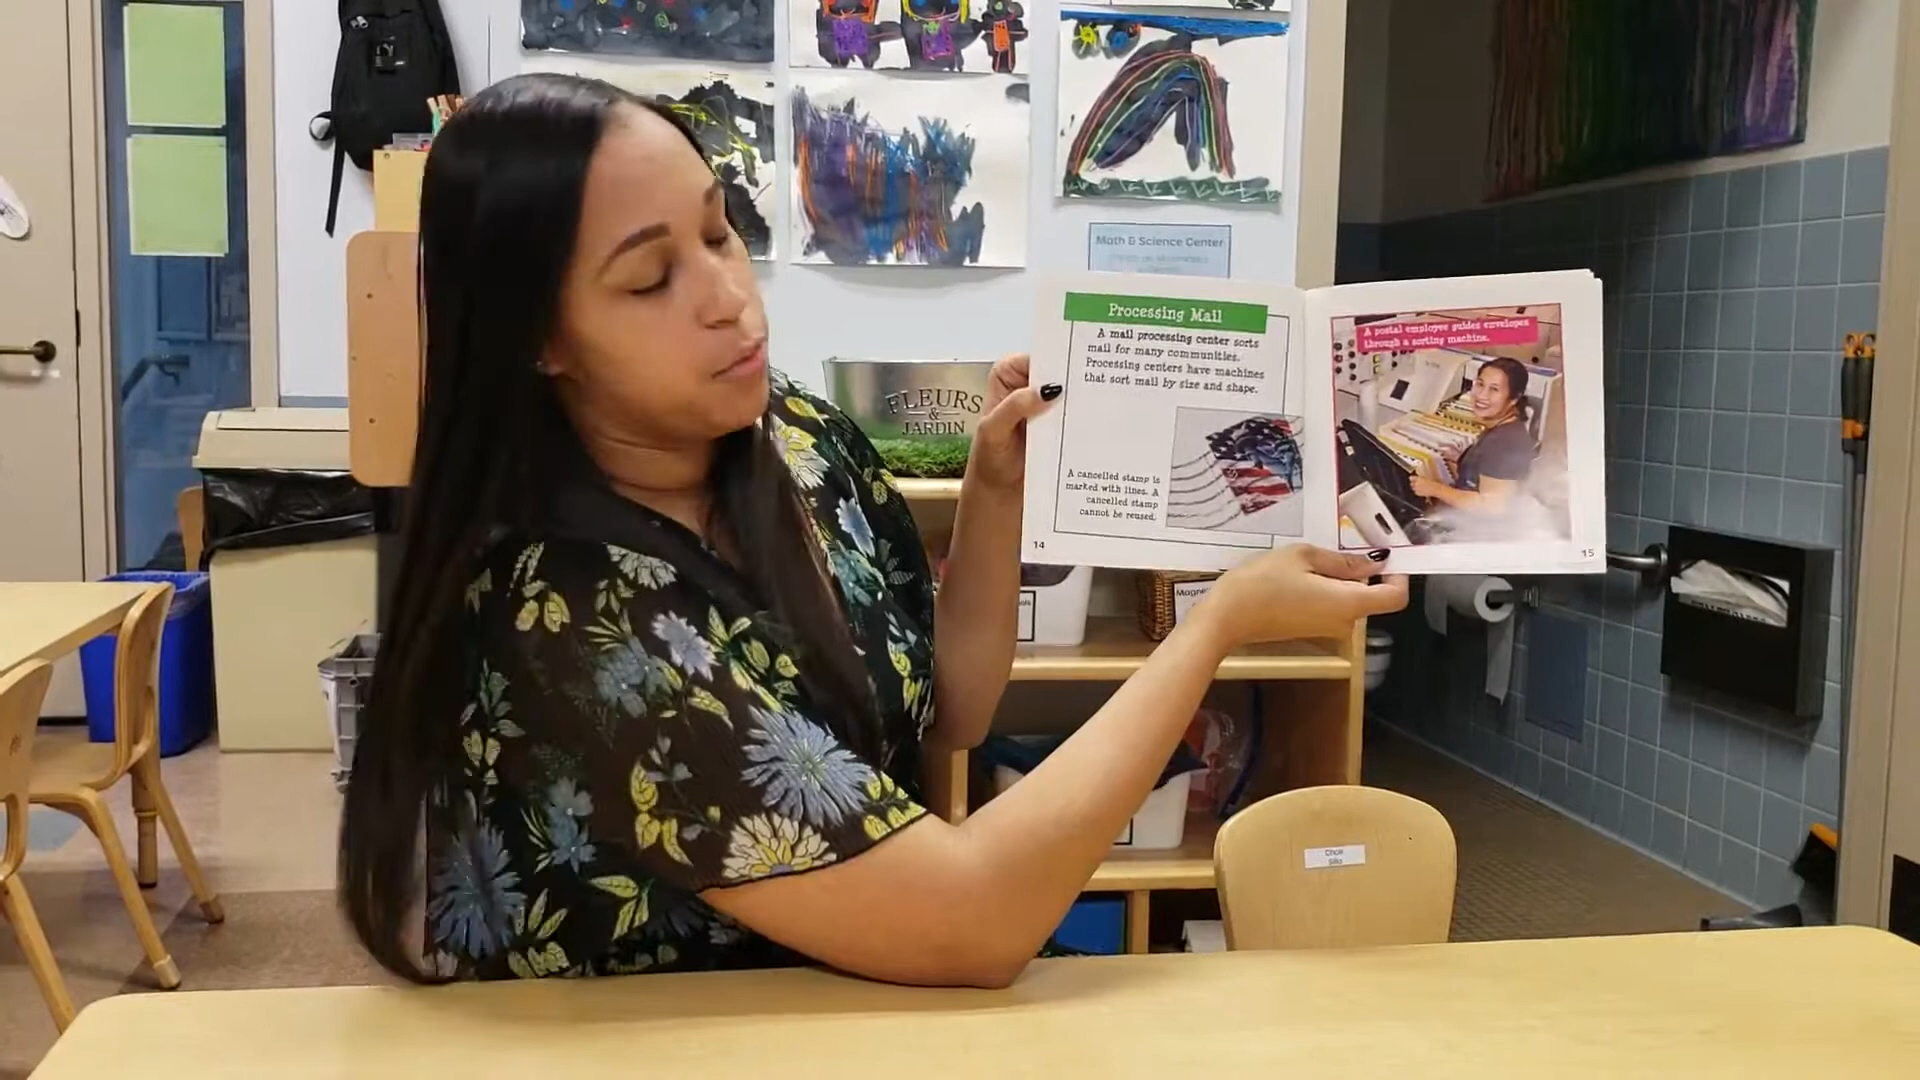 Math & Science Center
FLEURS
&
JARDIN
Processing Mail
A mail processing center sorts
mail for many communities.
Processing centers have machines
that sort mail by size and shape.
A cancelled stamp is
marked with lines. A
cancelled stamp
cannot be reused.
14
A postal employee guides envelopes
through a sorting machine.
15
Chair